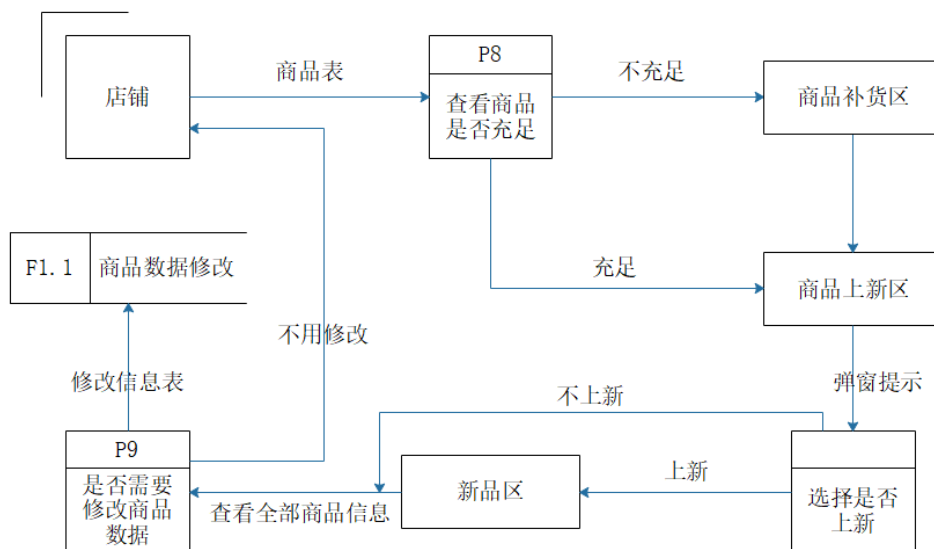 店铺
商品表
P8
查看商品
是否充足
不充足
商品补货区
充足
商品上新区
F1.1
商品数据修改
不用修改
修改信息表
弹窗提示
不上新
P9
是否需要
修改商品
数据
查看全部商品信息
新品区
上新
选择是否
上新